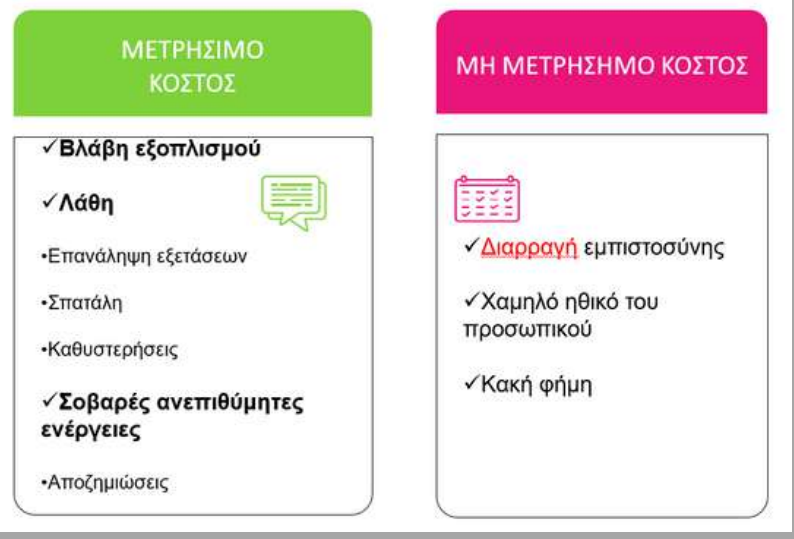 ΜΕΤΡΗΣΙΜΟ
ΚΟΣΤΟΣ
✓Βλάβη εξοπλισμού
✓Λάθη
•Επανάληψη εξετάσεων
•Σπατάλη
•Καθυστερήσεις
✓Σοβαρές ανεπιθύμητες
ενέργειες
•Αποζημιώσεις
ΜΗ ΜΕΤΡΗΣΗΜΟ ΚΟΣΤΟΣ
✓Διαρραγή εμπιστοσύνης
✓Χαμηλό ηθικό του
προσωπικού
✓Κακή φήμη